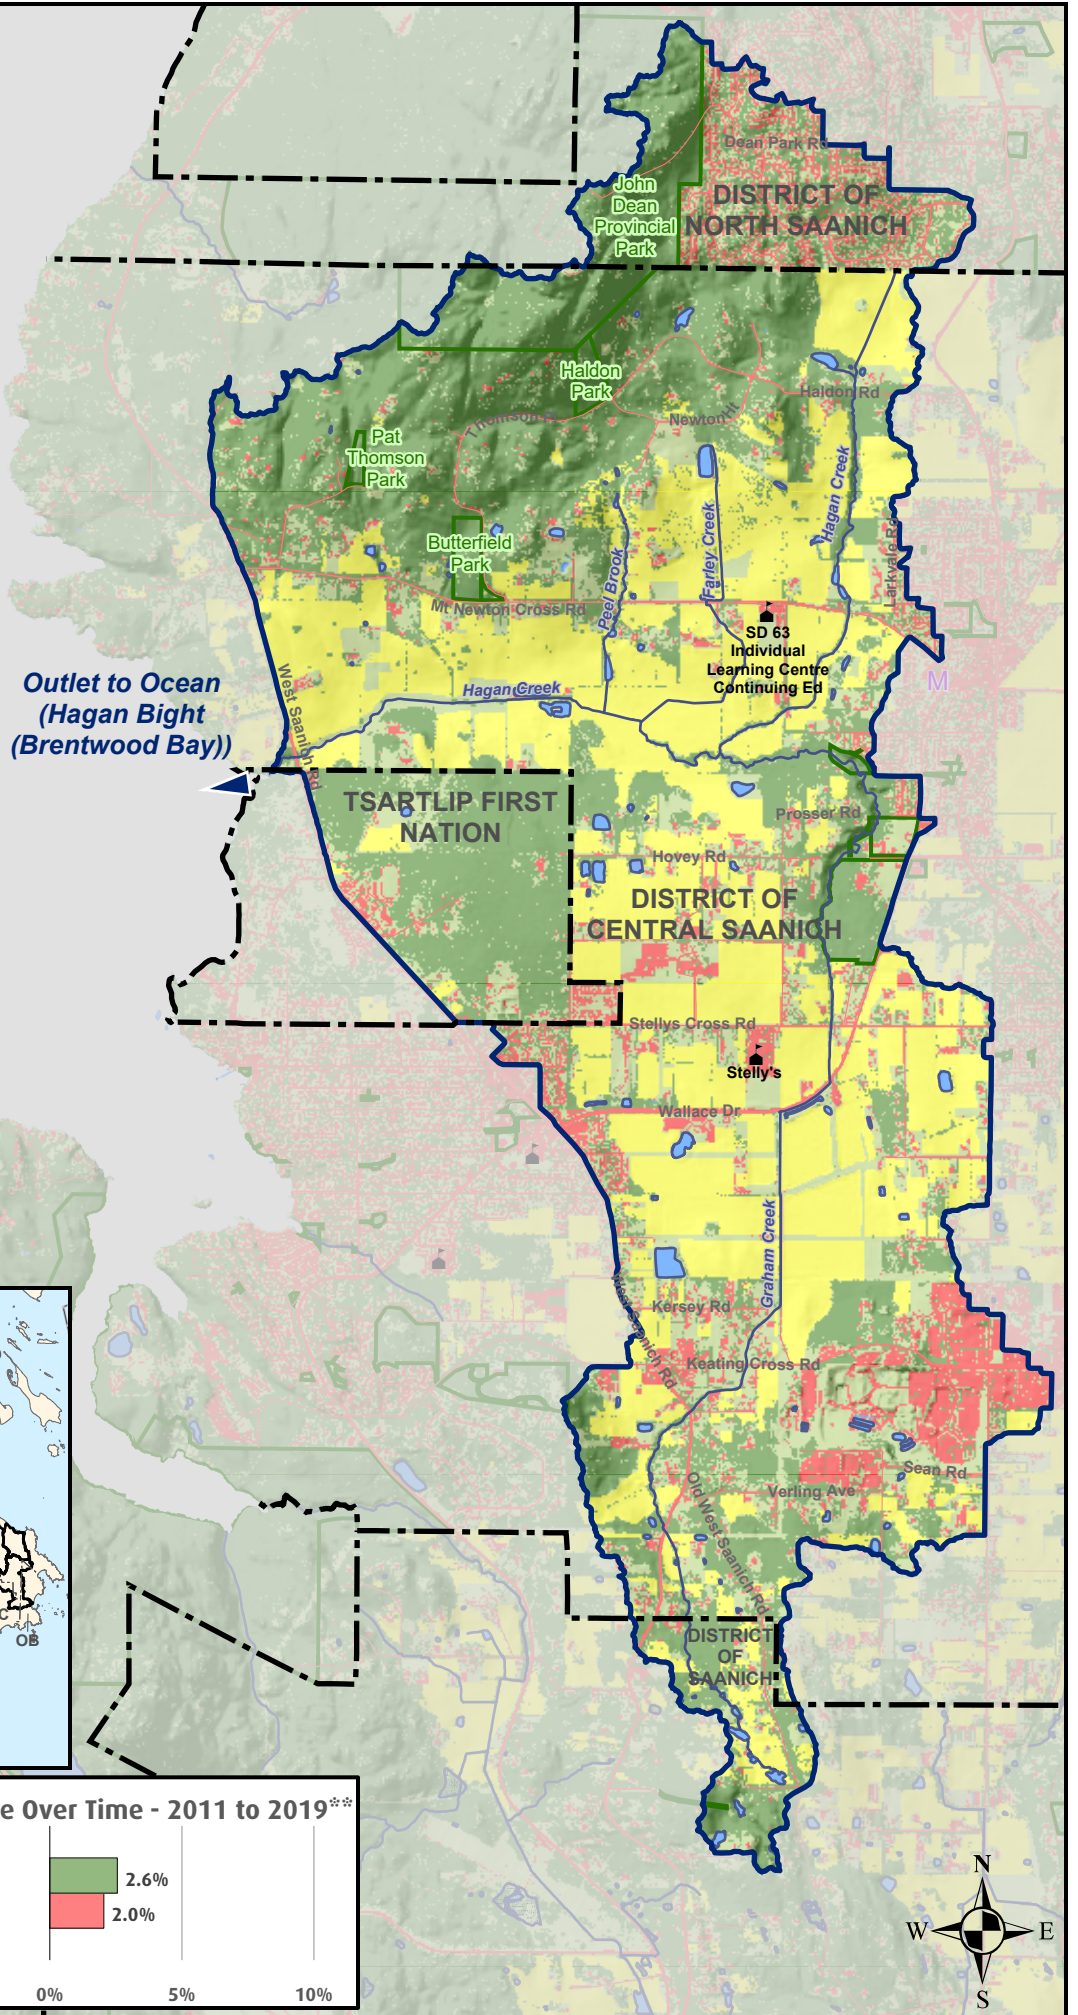 Dean Park Rd
DISTRICT OF
NORTH SAANICH
John
Dean
Provincial
Park
Haldon
Park
Haldon Rd
Thomson R
Newton Ht
Pat
Thomson
Park
Hagan Creek
Farley Creek
Larkvale Rd
Butterfield
Park
Peel Brook
Mt Newton Cross Rd
SD 63
Individual
Learning Centre
Continuing Ed
M
Outlet to Ocean
(Hagan Bight
(Brentwood Bay))
West Saanich Rd
Hagan Creek
TSARTLIP FIRST
NATION
Prosser Rd
Hovey Rd
DISTRICT OF
CENTRAL SAANICH
Stellys Cross Rd
Stelly's
Wallace Dr
Graham Creek
West Saanich Rd
Kersey Rd
Keating Cross Rd
Sean Rd
Verling Ave
Old West Saanich Rd
DISTRICT
OF
SAANICH
C
OB
e Over Time - 2011 to 2019**
2.6%
2.0%
0%
5%
10%
N
W
E
S